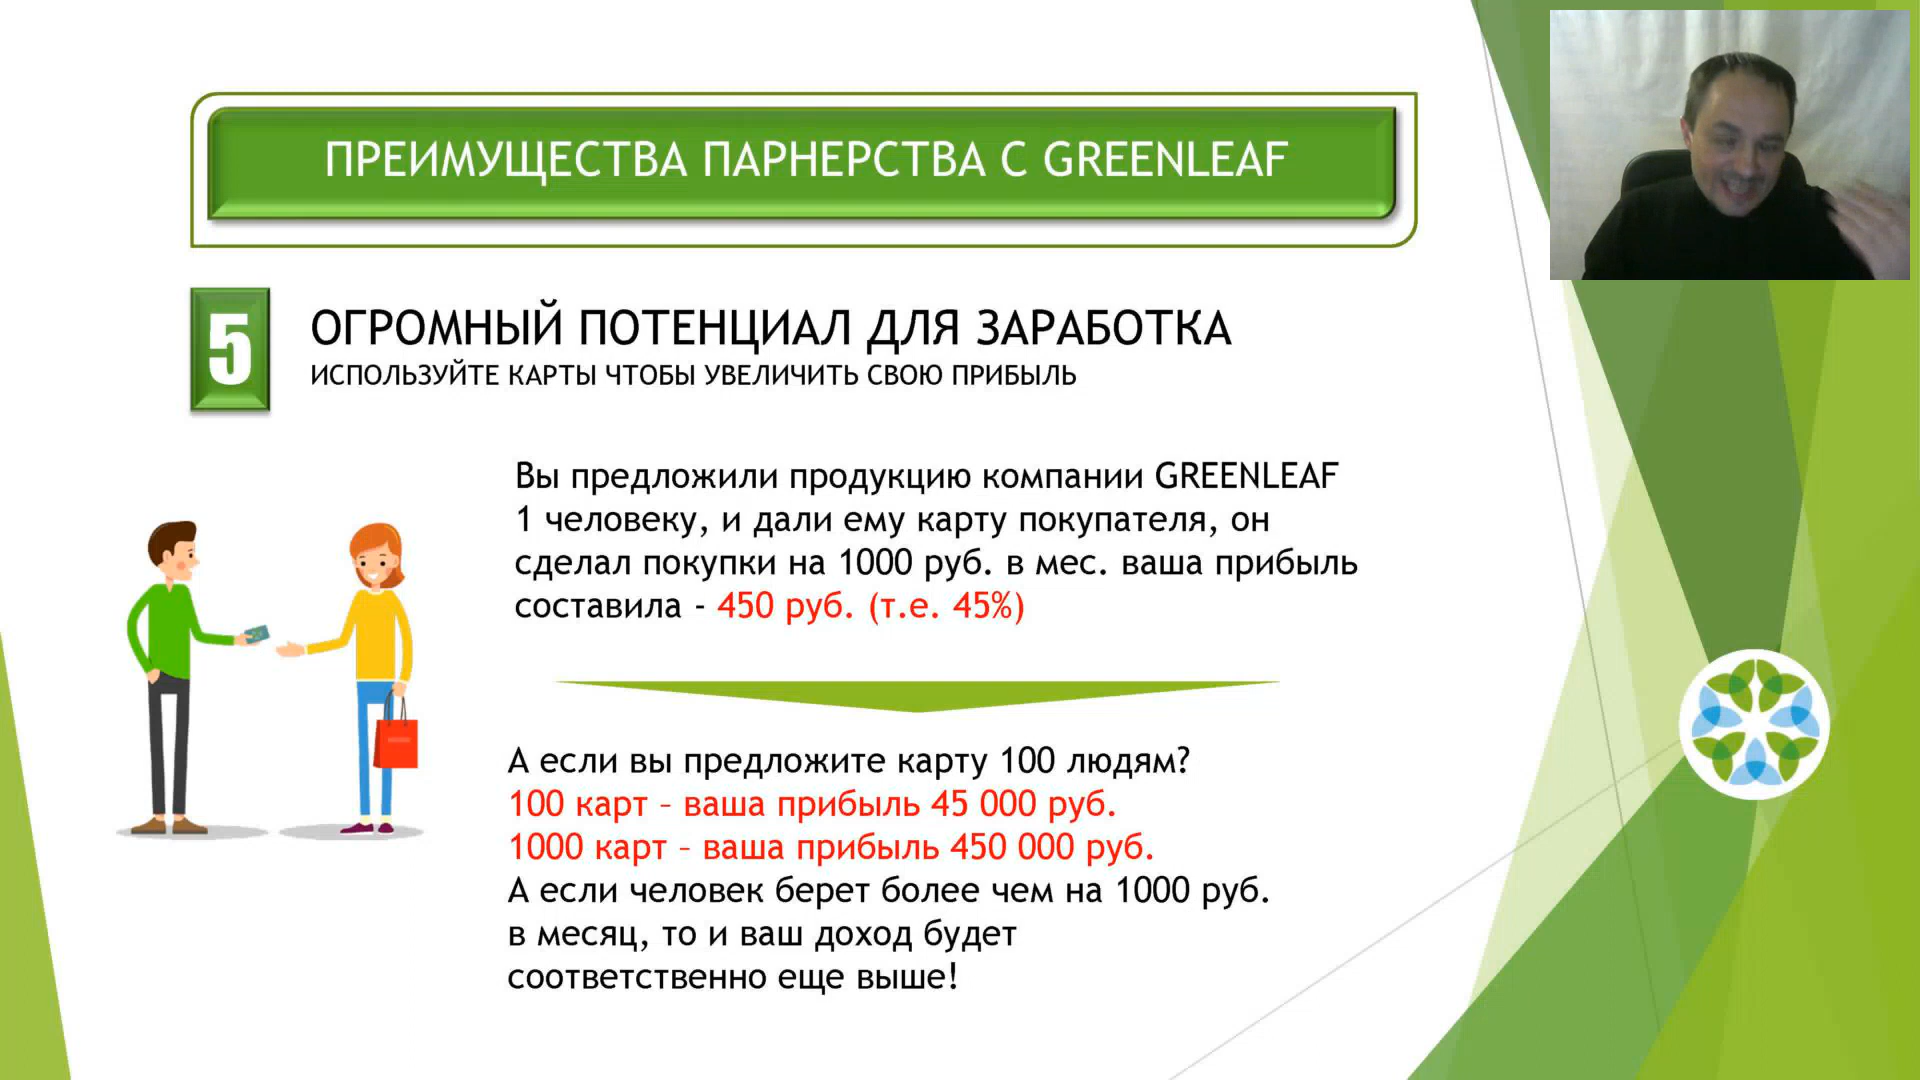 ПРЕИМУЩЕСТВА ПАРНЕРСТВА С GREENLEAF
5
ОГРОМНЫЙ ПОТЕНЦИАЛ ДЛЯ ЗАРАБОТКА
ИСПОЛЬЗУЙТЕ КАРТЫ ЧТОБЫ УВЕЛИЧИТЬ СВОЮ ПРИБЫЛЬ
Вы предложили продукцию компании GREENLEAF
1 человеку, и дали ему карту покупателя, он
сделал покупки на 1000 руб. в мес. ваша прибыль
составила - 450 руб. (т.е. 45%)
А если вы предложите карту 100 людям?
100 карт – ваша прибыль 45 000 руб.
1000 карт – ваша прибыль 450 000 руб.
А если человек берет более чем на 1000 руб.
в месяц, то и ваш доход будет
соответственно еще выше!